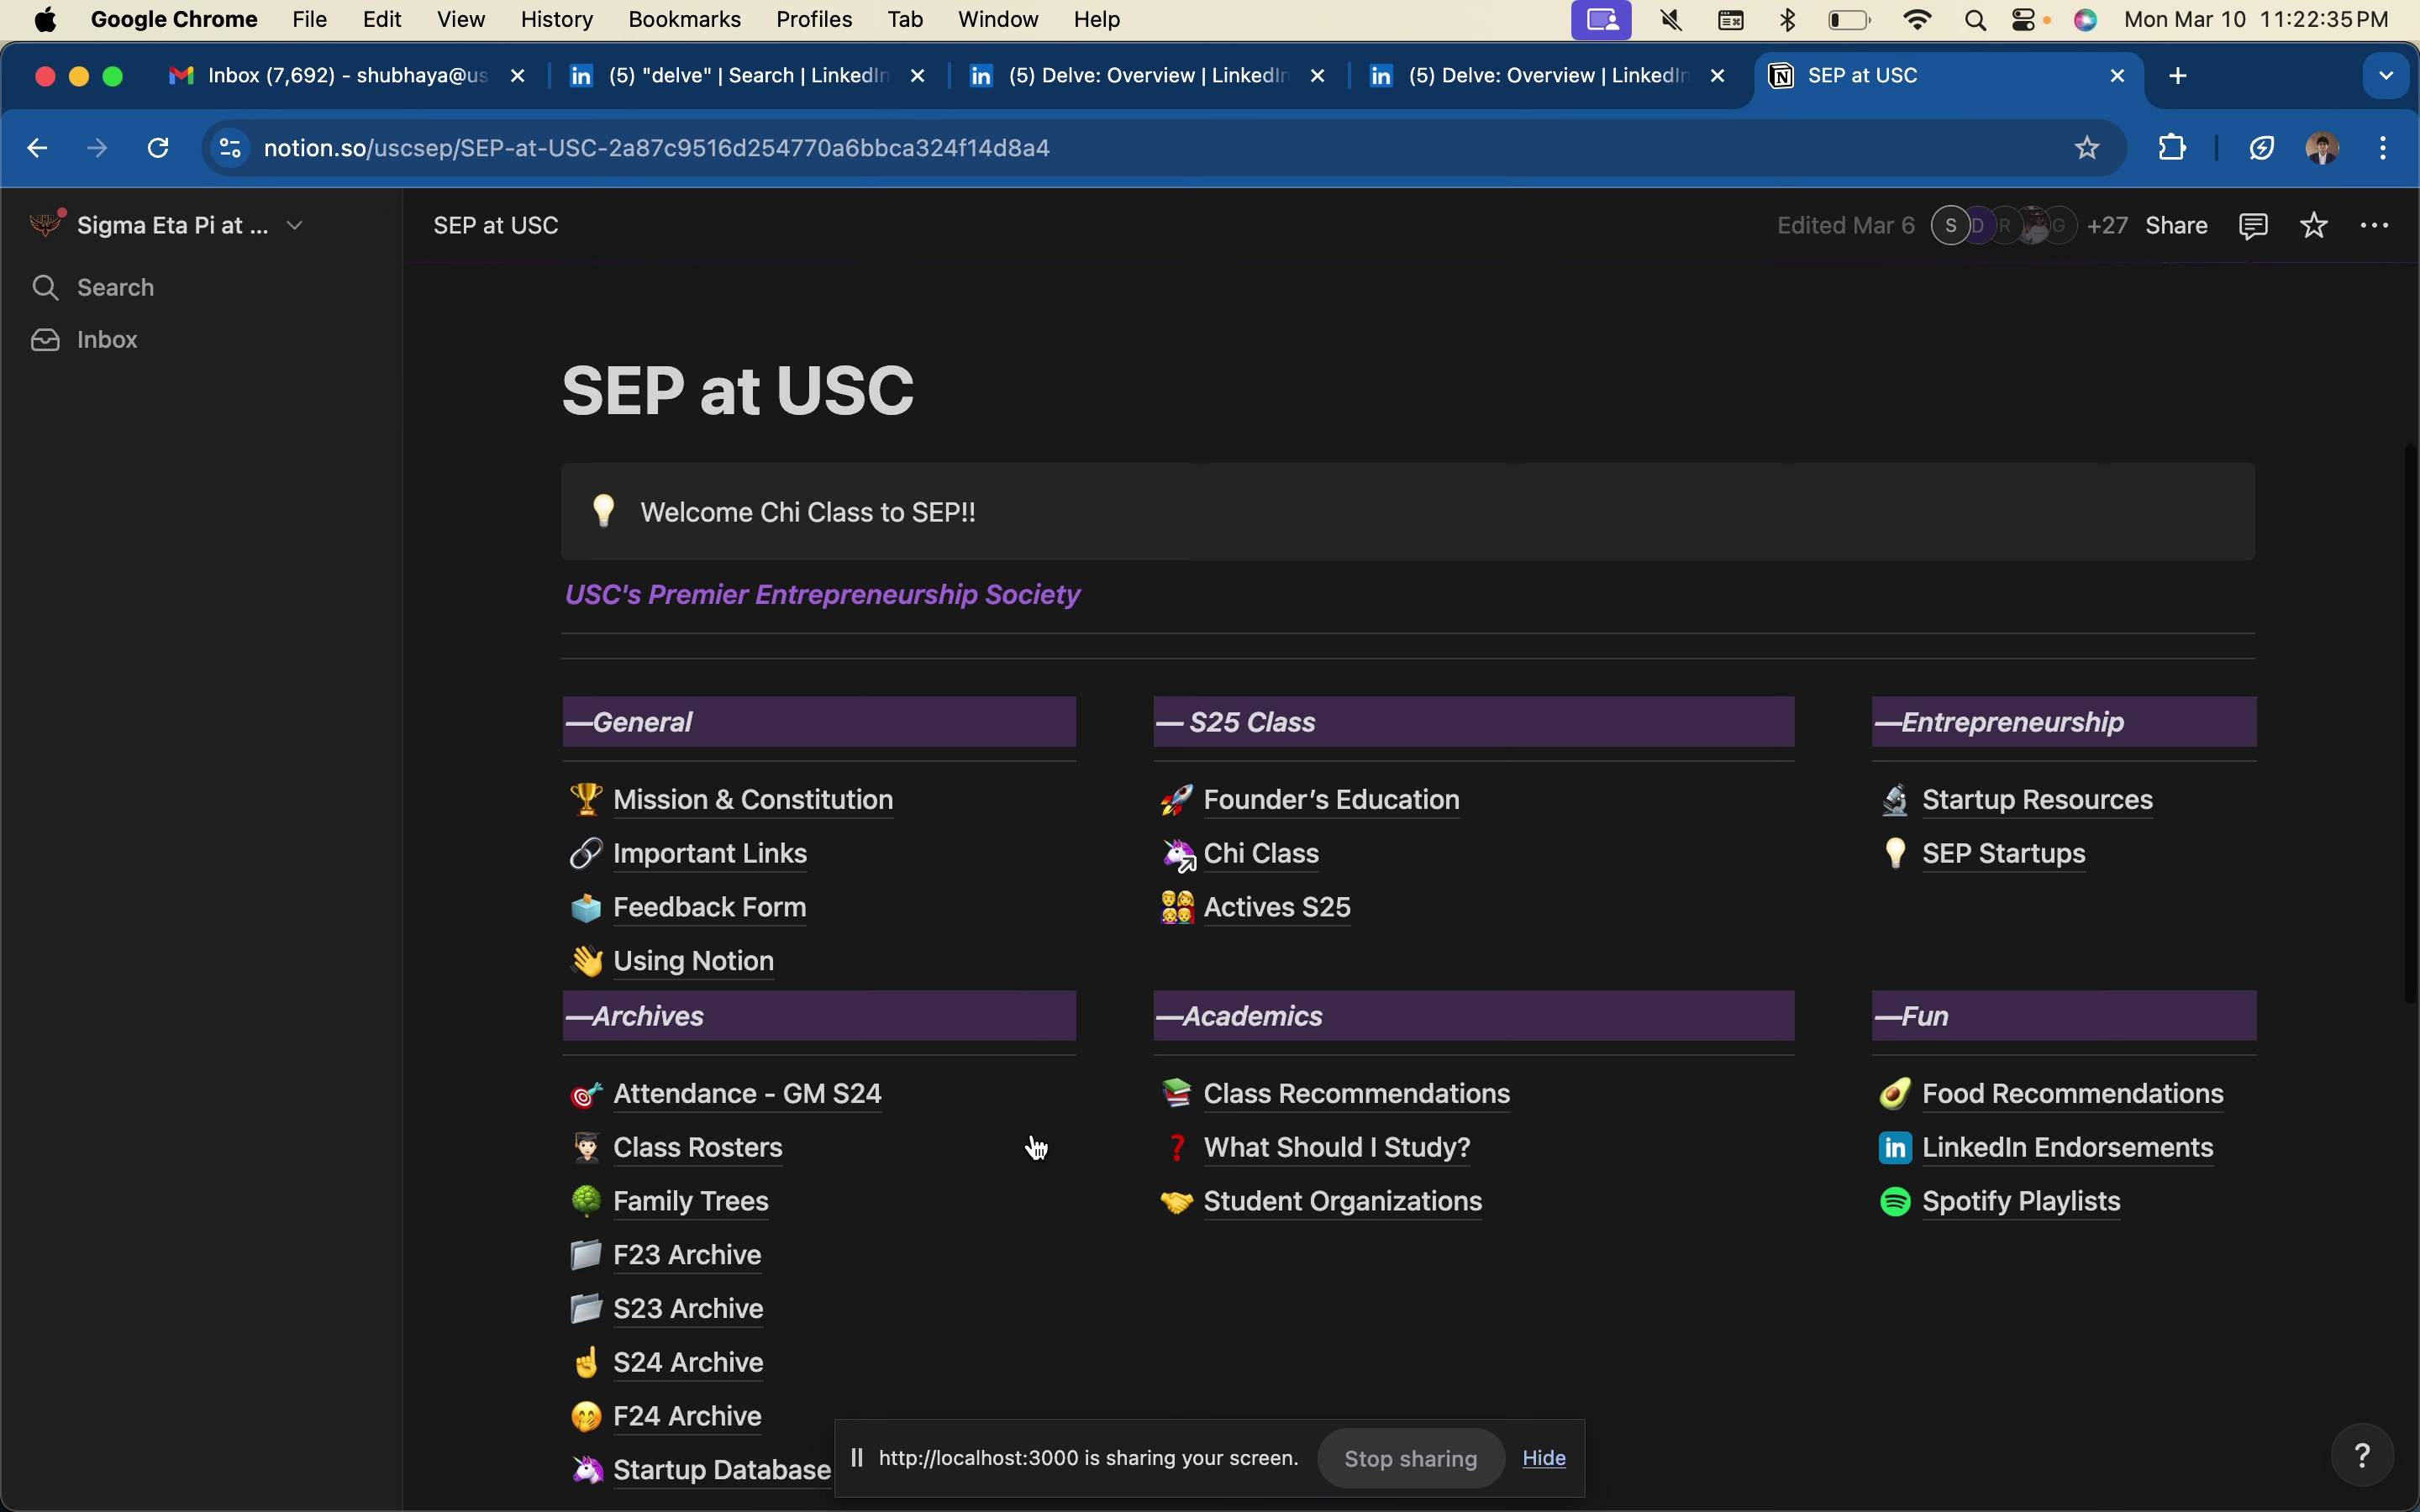 Google Chrome File Edit View History Bookmarks Profiles Tab Window Help Mon Mar 10 11:22:35 PM
Inbox (7,692) - shubhaya@us
(5) "delve" | Search | LinkedIn
(5) Delve: Overview | LinkedIn
(5) Delve: Overview | LinkedIn
SEP at USC
notion.so/uscsep/SEP-at-USC-2a87c9516d254770a6bbca324f14d8a4
Sigma Eta Pi at ...
Search
Inbox
SEP at USC
Edited Mar 6 S D R G +27 Share
SEP at USC
Welcome Chi Class to SEP!!
USC's Premier Entrepreneurship Society
—General
Mission & Constitution
Important Links
Feedback Form
Using Notion
— S25 Class
Founder's Education
Chi Class
Actives S25
—Entrepreneurship
Startup Resources
SEP Startups
—Archives
Attendance - GM S24
Class Rosters
Family Trees
F23 Archive
S23 Archive
S24 Archive
F24 Archive
Startup Database
—Academics
Class Recommendations
What Should I Study?
Student Organizations
—Fun
Food Recommendations
LinkedIn Endorsements
Spotify Playlists
http://localhost:3000 is sharing your screen. Stop sharing Hide
?